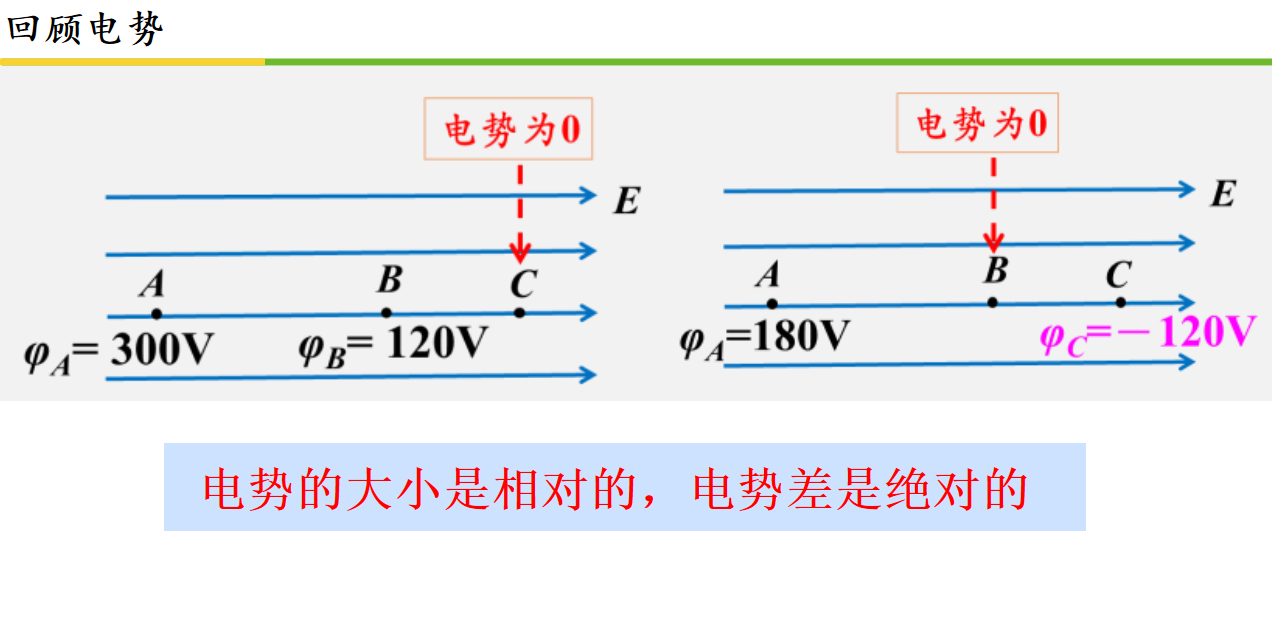 回顾电势
电势为0
E
A
B
C
φA= 300V
φB= 120V
电势为0
E
A
B
C
φA=180V
φC=－120V
电势的大小是相对的，电势差是绝对的